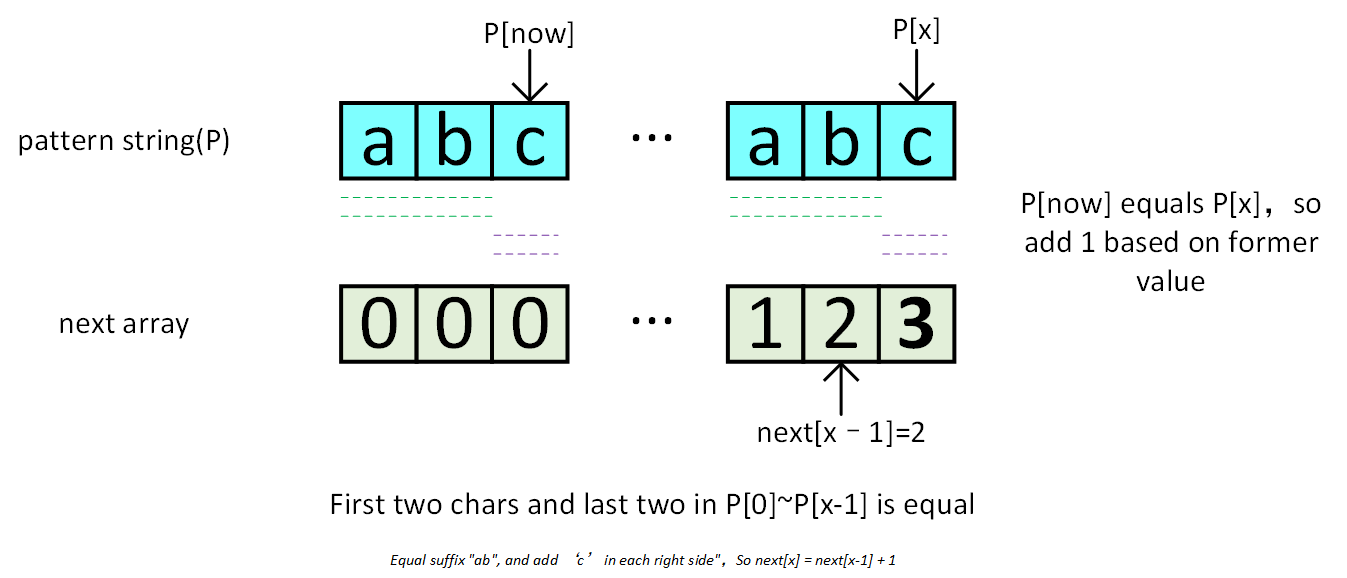 P[now]
P[x]
pattern string(P)
a b c ... a b c
P[now] equals P[x]，so
add 1 based on former
value
next array
0 0 0 ... 1 2 3
next[x - 1]=2
First two chars and last two in P[0]~P[x-1] is equal
Equal suffix "ab", and add ‘c’ in each right side"，So next[x] = next[x-1] + 1